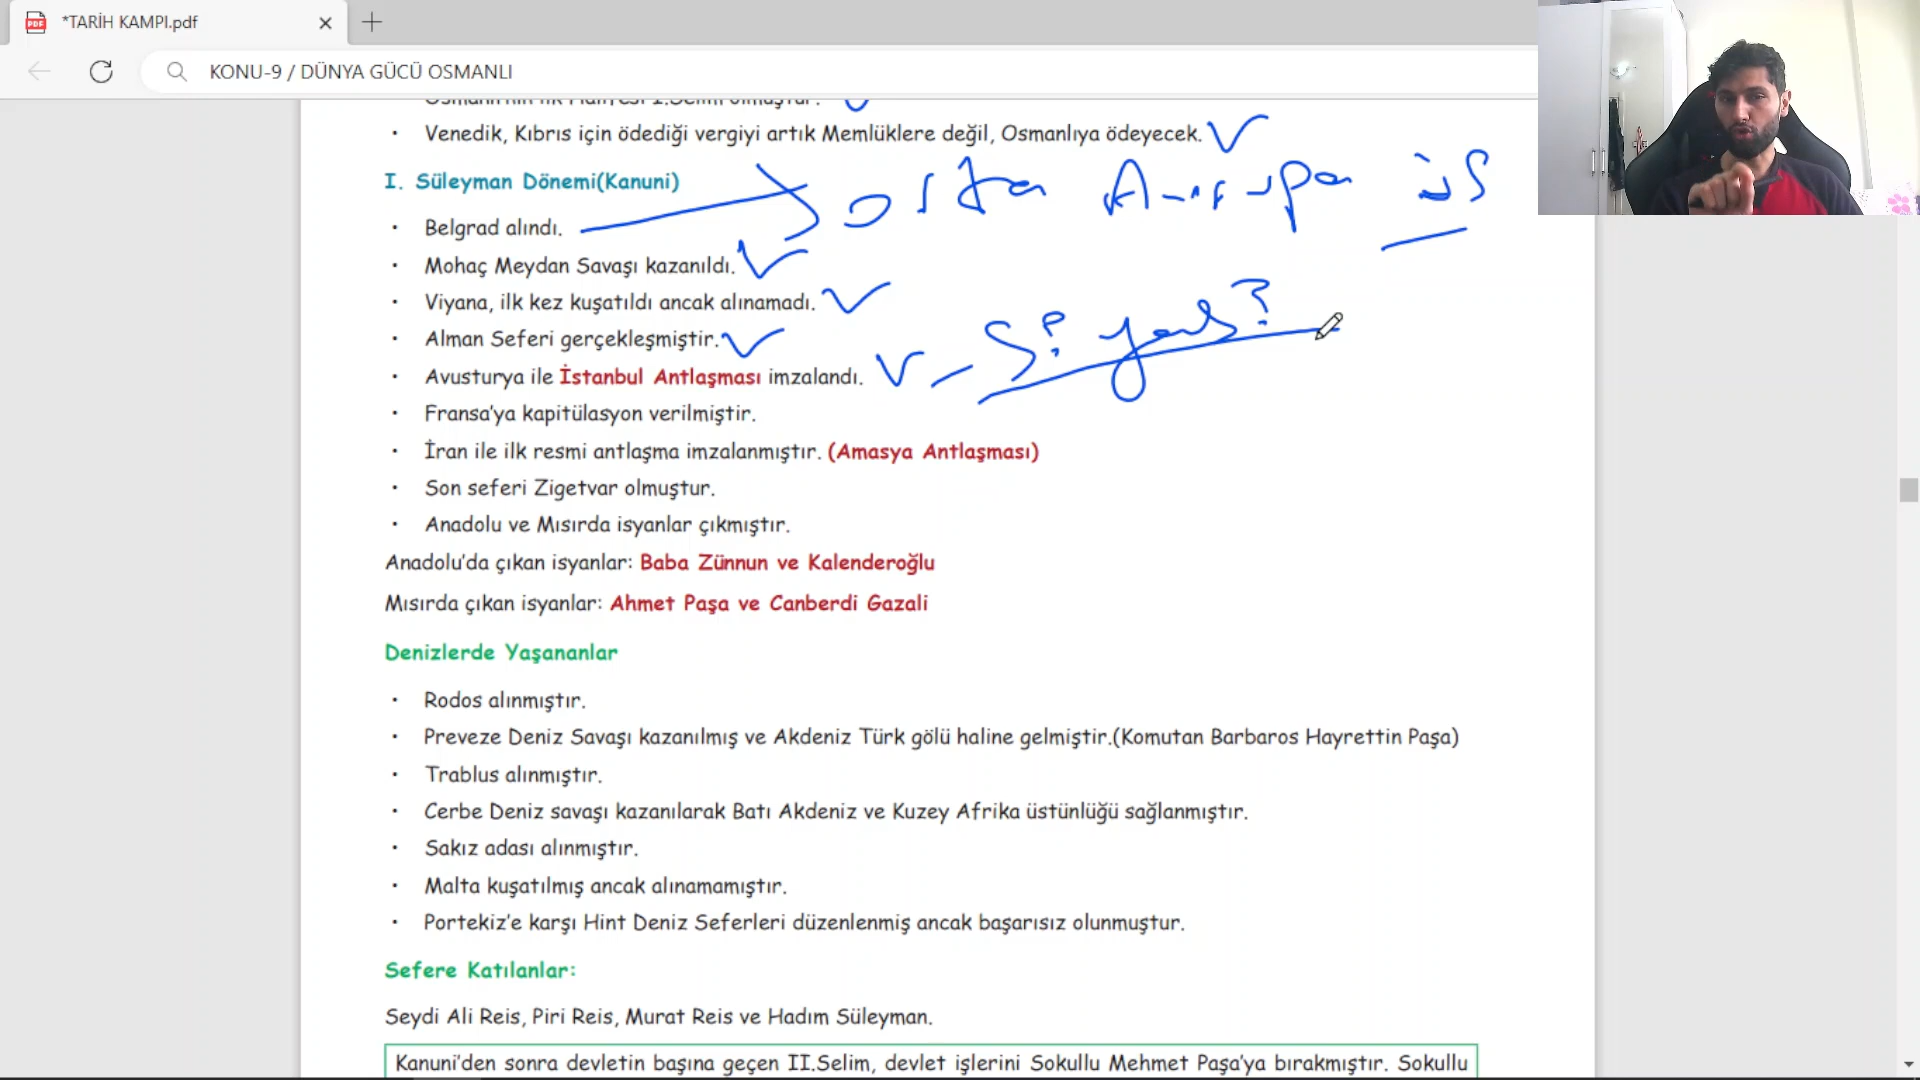 *TARİH KAMPI.pdf
KONU-9 / DÜNYA GÜCÜ OSMANLI
Venedik, Kıbrıs için ödediği vergiyi artık Memlüklere değil, Osmanlıya ödeyecek.
I. Süleyman Dönemi(Kanuni)
orta Avrupa üs
• Belgrad alındı.
• Mohaç Meydan Savaşı kazanıldı.
• Viyana, ilk kez kuşatıldı ancak alınamadı.
• Alman Seferi gerçekleşmiştir.
• Avusturya ile İstanbul Antlaşması imzalandı.
• Fransa'ya kapitülasyon verilmiştir.
• İran ile ilk resmi antlaşma imzalanmıştır. (Amasya Antlaşması)
• Son seferi Zigetvar olmuştur.
• Anadolu ve Mısırda isyanlar çıkmıştır.
Anadolu'da çıkan isyanlar: Baba Zünnun ve Kalenderoğlu
Mısırda çıkan isyanlar: Ahmet Paşa ve Canberdi Gazali
Denizlerde Yaşananlar
• Rodos alınmıştır.
• Preveze Deniz Savaşı kazanılmış ve Akdeniz Türk gölü haline gelmiştir.(Komutan Barbaros Hayrettin Paşa)
• Trablus alınmıştır.
• Cerbe Deniz savaşı kazanılarak Batı Akdeniz ve Kuzey Afrika üstünlüğü sağlanmıştır.
• Sakız adası alınmıştır.
• Malta kuşatılmış ancak alınamamıştır.
• Portekiz'e karşı Hint Deniz Seferleri düzenlenmiş ancak başarısız olunmuştur.
Sefere Katılanlar:
Seydi Ali Reis, Piri Reis, Murat Reis ve Hadım Süleyman.
Kanuni'den sonra devletin başına geçen II.Selim, devlet işlerini Sokullu Mehmet Paşa'ya bırakmıştır. Sokullu